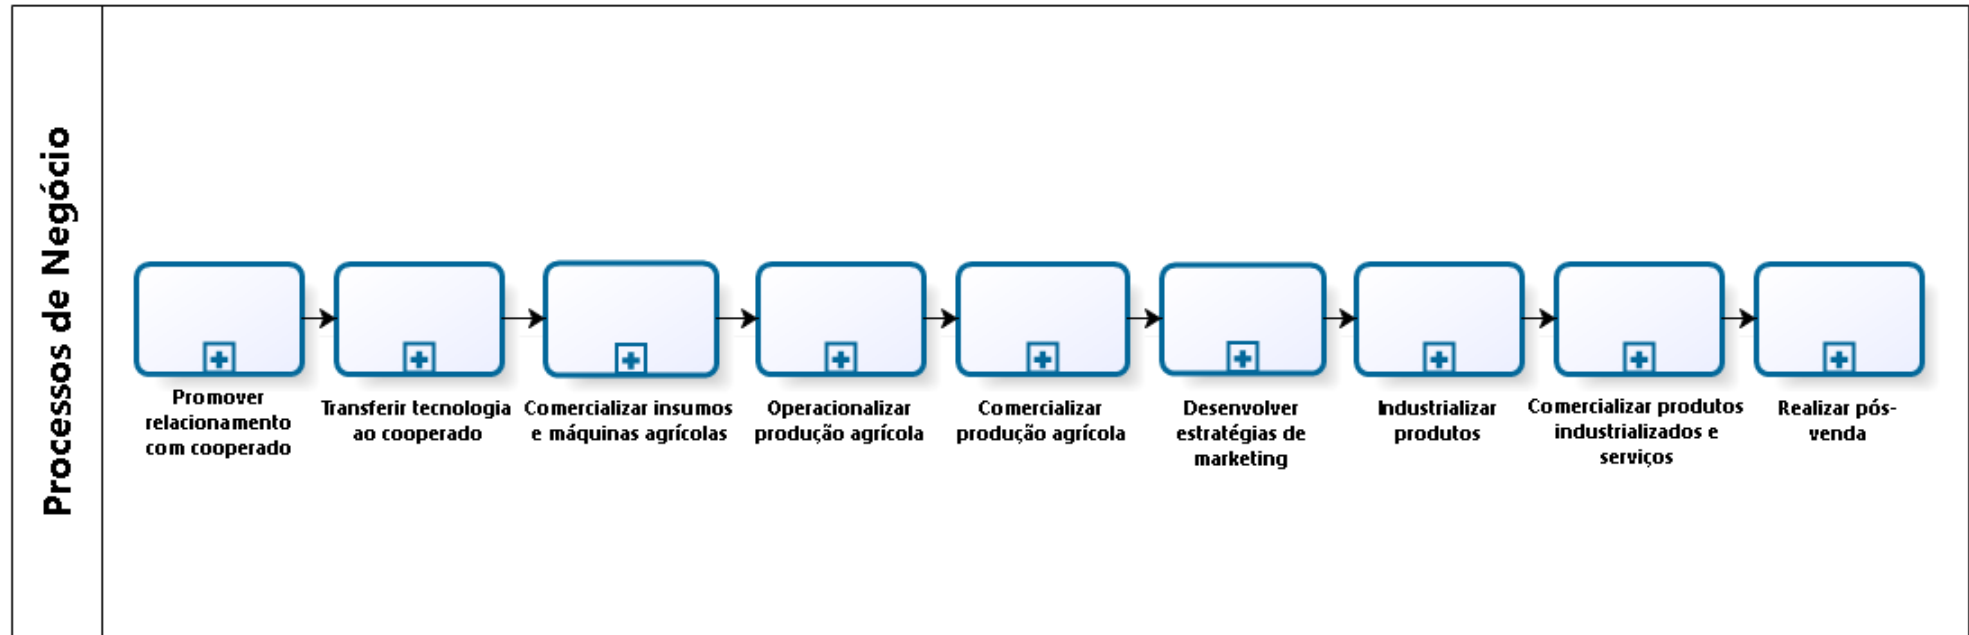 Processos de Negócio
Promover
relacionamento
com cooperado
Transferir tecnologia
ao cooperado
Comercializar insumos
e máquinas agrícolas
Operacionalizar
produção agrícola
Comercializar
produção agrícola
Desenvolver
estratégias de
marketing
Industrializar
produtos
Comercializar produtos
industrializados e
serviços
Realizar pós-
venda